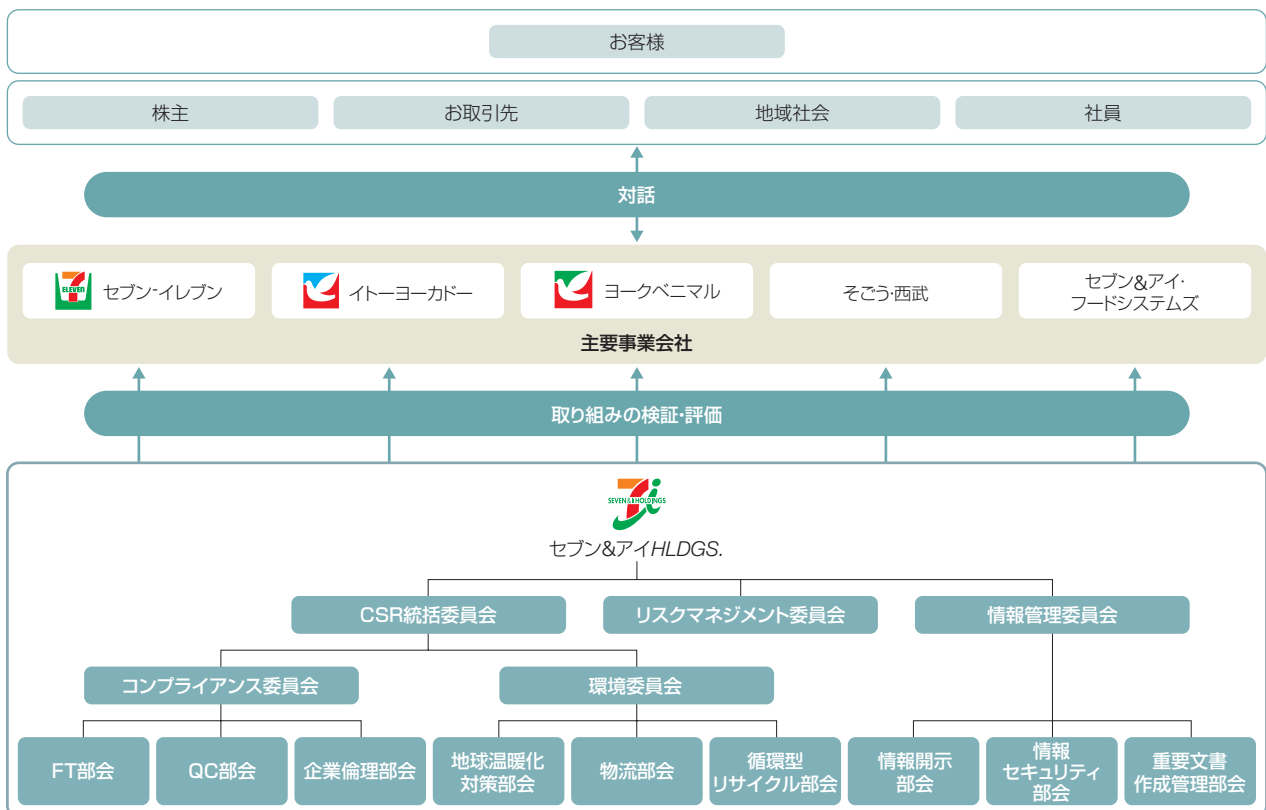 お客様
株主
お取引先
地域社会
社員
対話
7
ELEVEN
セブン-イレブン
イトーヨーカドー
ヨークベニマル
そごう・西武
セブン&アイ・
フードシステムズ
主要事業会社
取り組みの検証・評価
7i
SEVEN & i HOLDINGS
セブン&アイHLDGS.
CSR統括委員会
リスクマネジメント委員会
情報管理委員会
コンプライアンス委員会
環境委員会
FT部会
QC部会
企業倫理部会
地球温暖化
対策部会
物流部会
循環型
リサイクル部会
情報開示
部会
情報
セキュリティ
部会
重要文書
作成管理部会